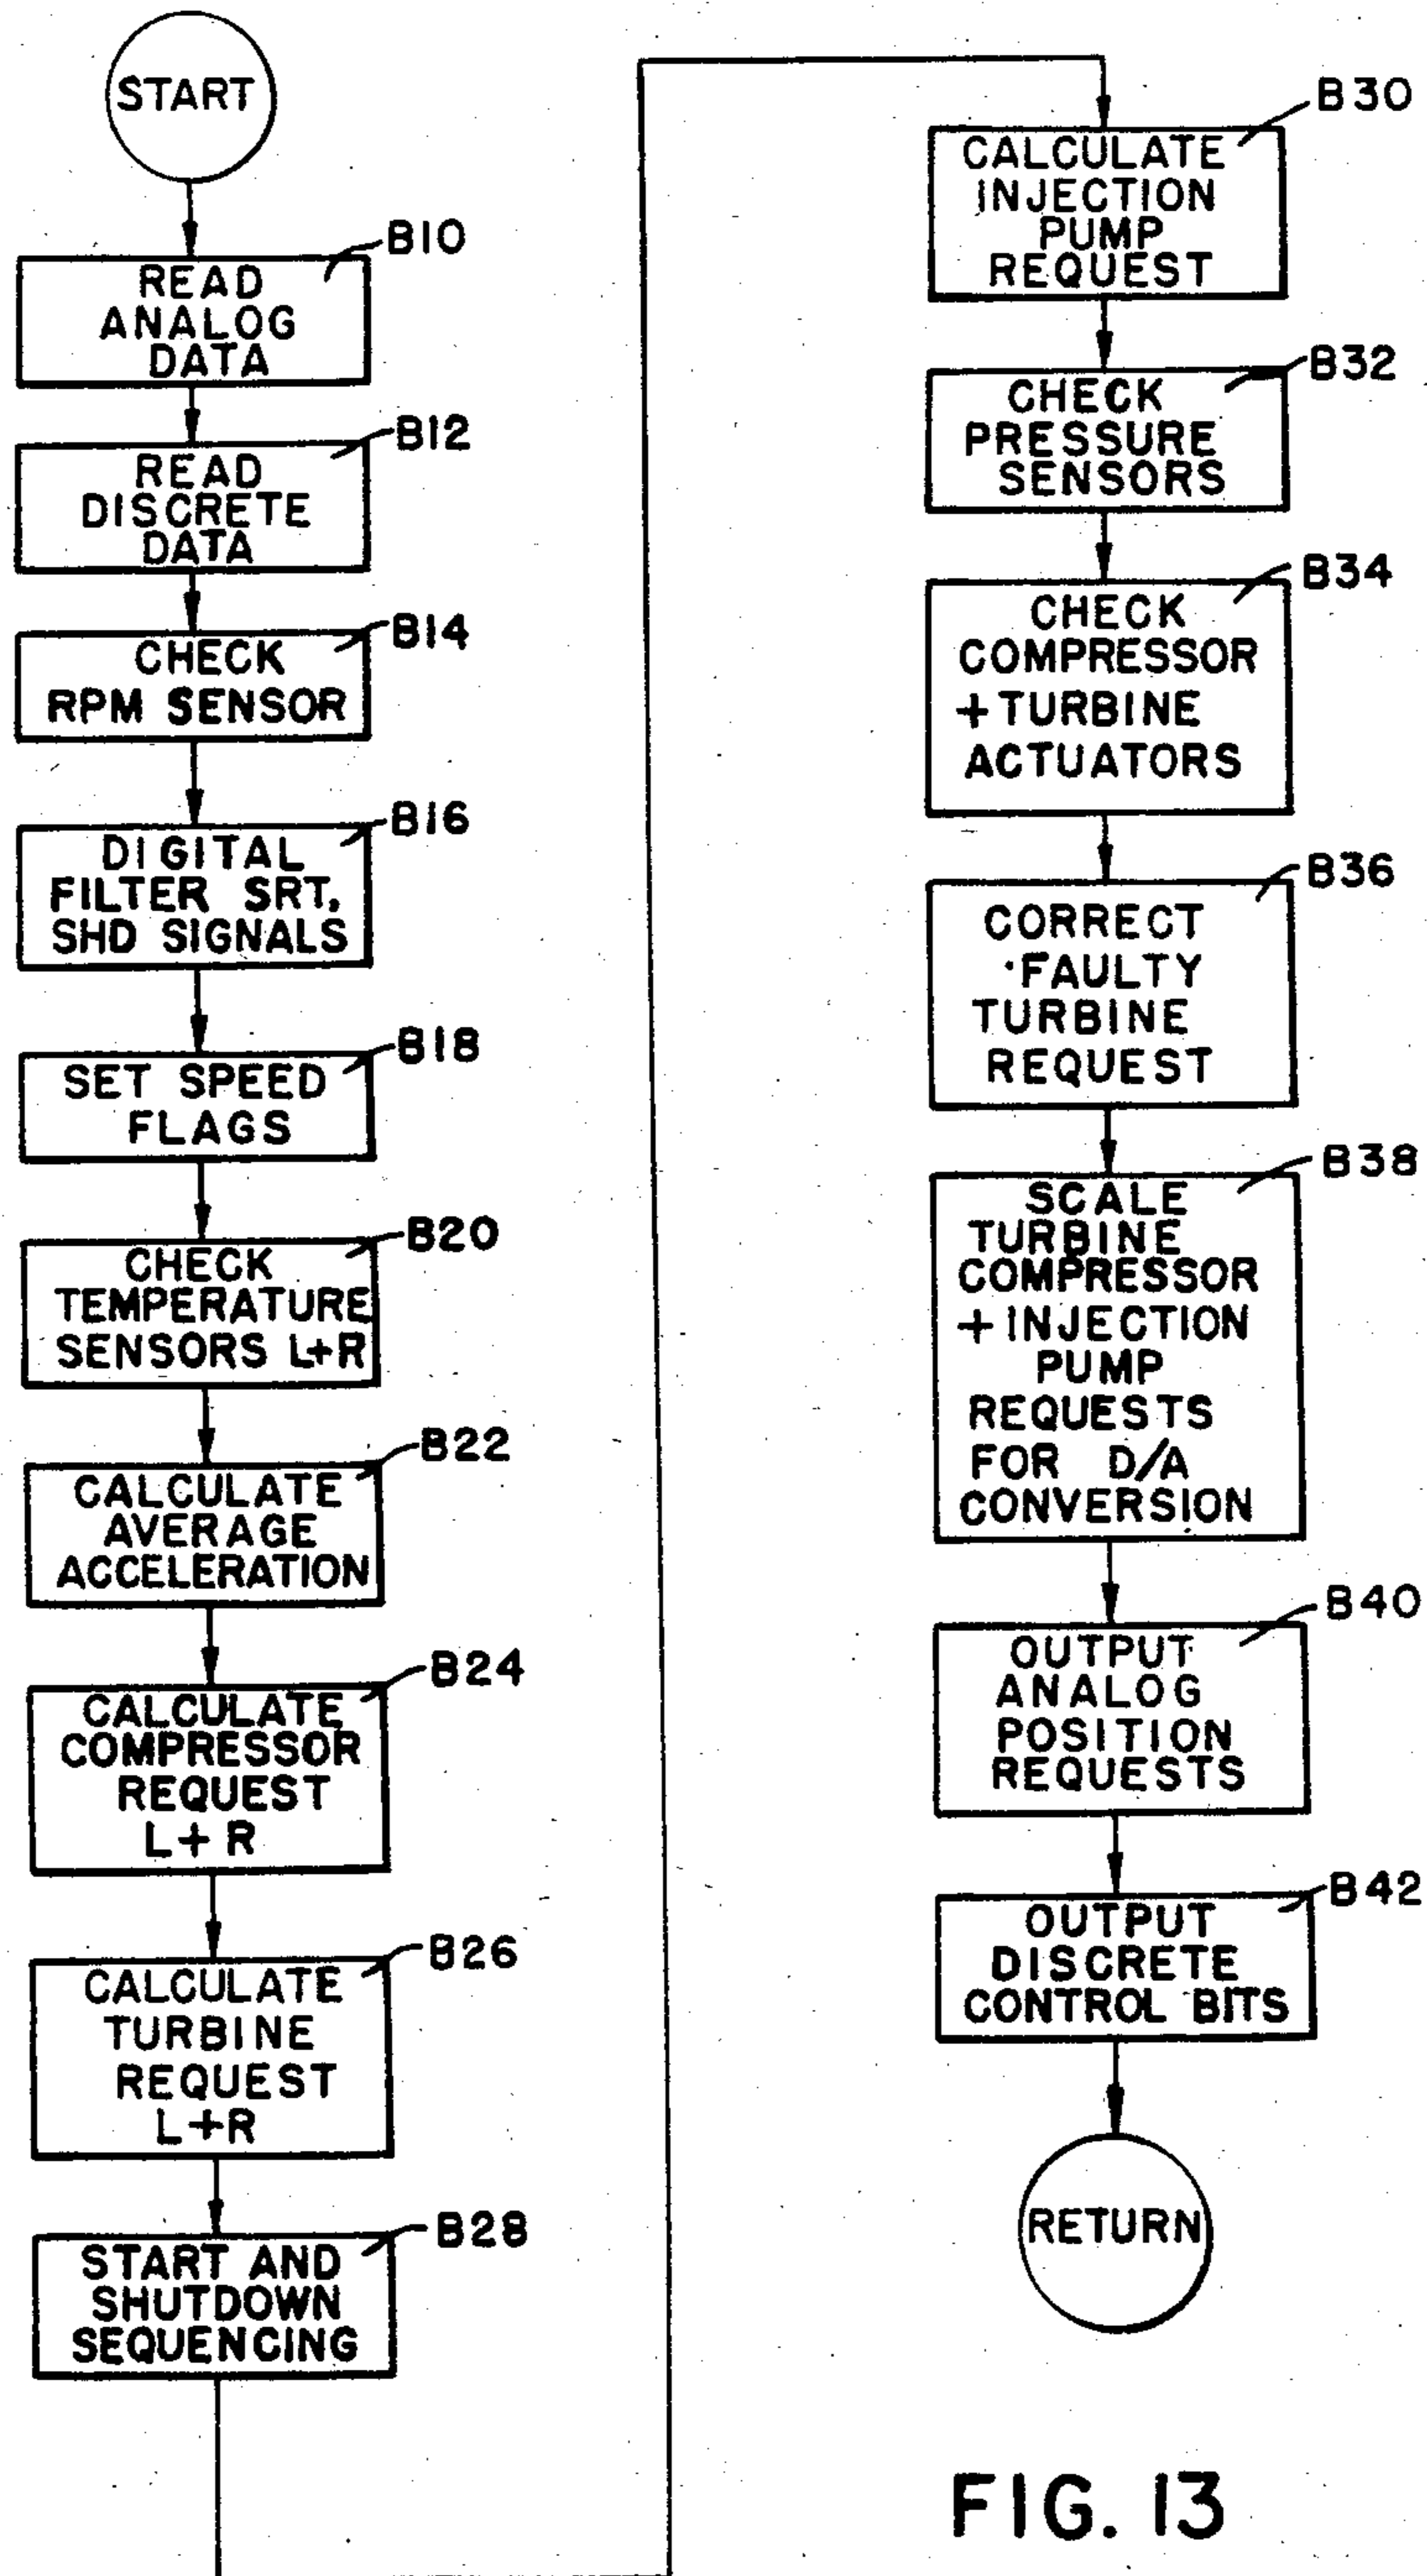 START
B10
READ
ANALOG
DATA
B12
READ
DISCRETE
DATA
B14
CHECK
RPM SENSOR
B16
DIGITAL
FILTER SRT,
SHD SIGNALS
B18
SET SPEED
FLAGS
B20
CHECK
TEMPERATURE
SENSORS L+R
B22
CALCULATE
AVERAGE
ACCELERATION
B24
CALCULATE
COMPRESSOR
REQUEST
L+R
B26
CALCULATE
TURBINE
REQUEST
L+R
B28
START AND
SHUTDOWN
SEQUENCING
B30
CALCULATE
INJECTION
PUMP
REQUEST
B32
CHECK
PRESSURE
SENSORS
B34
CHECK
COMPRESSOR
+TURBINE
ACTUATORS
B36
CORRECT
FAULTY
TURBINE
REQUEST
B38
SCALE
TURBINE
COMPRESSOR
+INJECTION
PUMP
REQUESTS
FOR D/A
CONVERSION
B40
OUTPUT
ANALOG
POSITION
REQUESTS
B42
OUTPUT
DISCRETE
CONTROL BITS
RETURN
FIG. 13